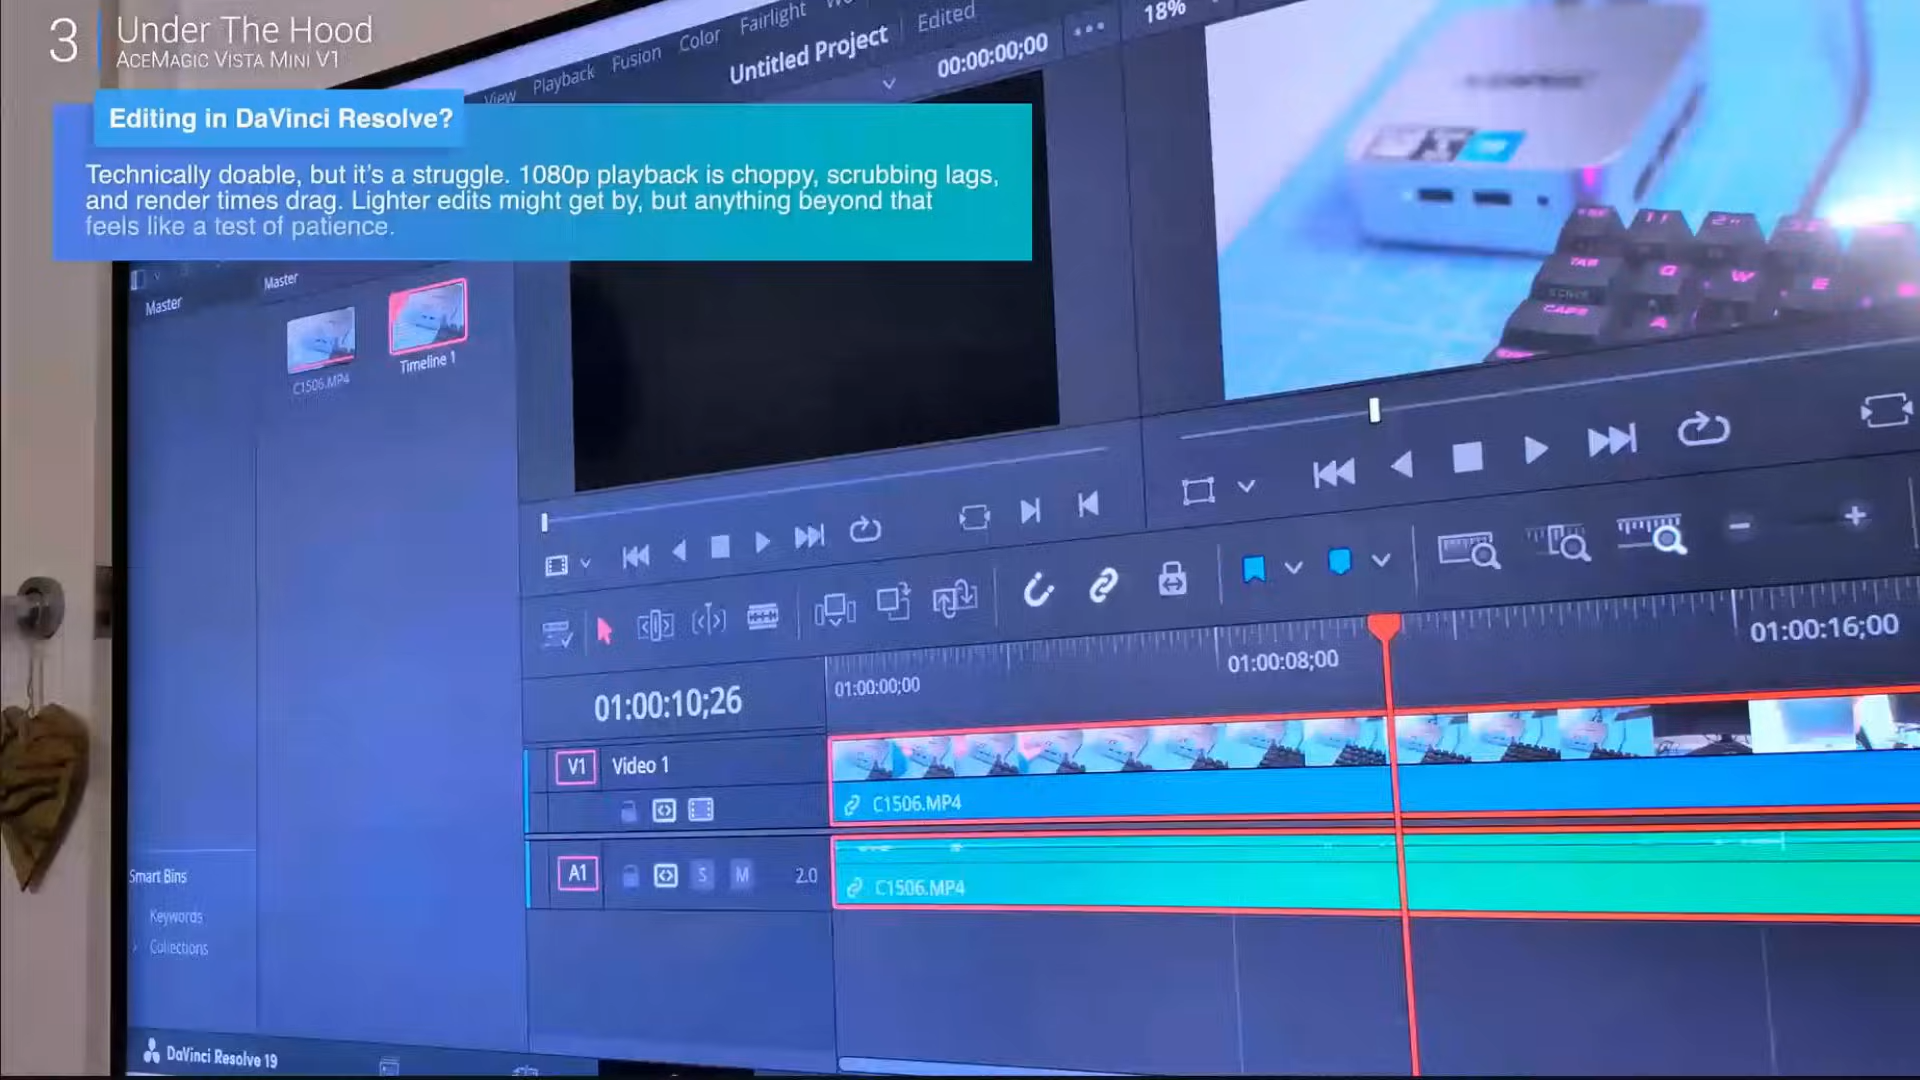 3
Under The Hood
AceMagic Vista Mini V1
Editing in DaVinci Resolve?
Technically doable, but it's a struggle. 1080p playback is choppy, scrubbing lags,
and render times drag. Lighter edits might get by, but anything beyond that
feels like a test of patience.
View Playback Fusion Color Fairlight
Untitled Project Edited
00:00:00;00
18%
Master
Master
C1506.MP4
Timeline 1
TAB
Q
W
E
CAPS
A
01:00:10;26
01:00:00;00
01:00:08;00
01:00:16;00
V1 Video 1
C1506.MP4
A1 S M 2.0
C1506.MP4
Smart Bins
Keywords
Collections
DaVinci Resolve 19